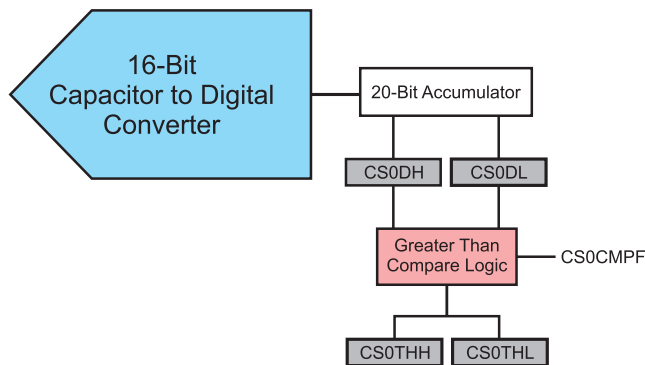 16-Bit
Capacitor to Digital
Converter
20-Bit Accumulator
CS0DH
CS0DL
Greater Than
Compare Logic
CS0CMPF
CS0THH
CS0THL